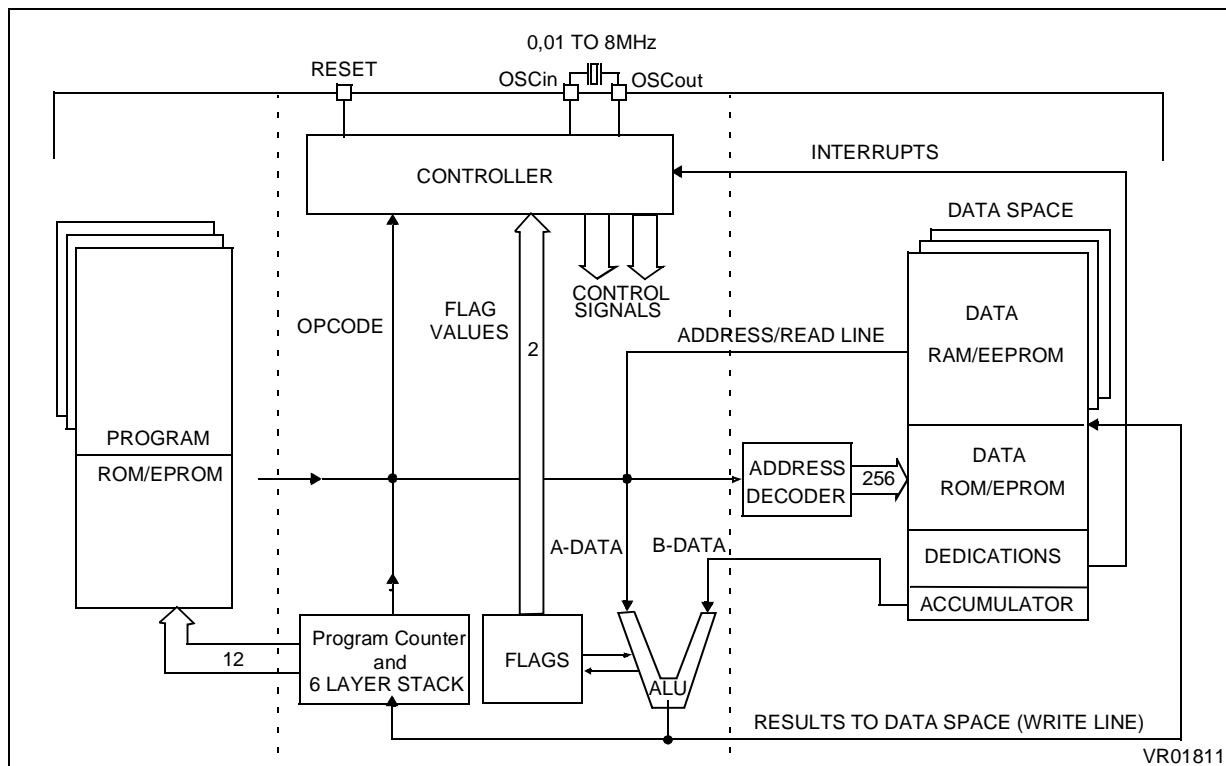 0,01 TO 8MHz
RESET
OSCin
OSCout
INTERRUPTS
CONTROLLER
DATA SPACE
CONTROL
SIGNALS
OPCODE
FLAG
VALUES
2
ADDRESS/READ LINE
DATA
RAM/EEPROM
PROGRAM
ROM/EPROM
ADDRESS
DECODER
256
DATA
ROM/EPROM
A-DATA
B-DATA
DEDICATIONS
ACCUMULATOR
12
Program Counter
and
6 LAYER STACK
FLAGS
ALU
RESULTS TO DATA SPACE (WRITE LINE)
VR01811